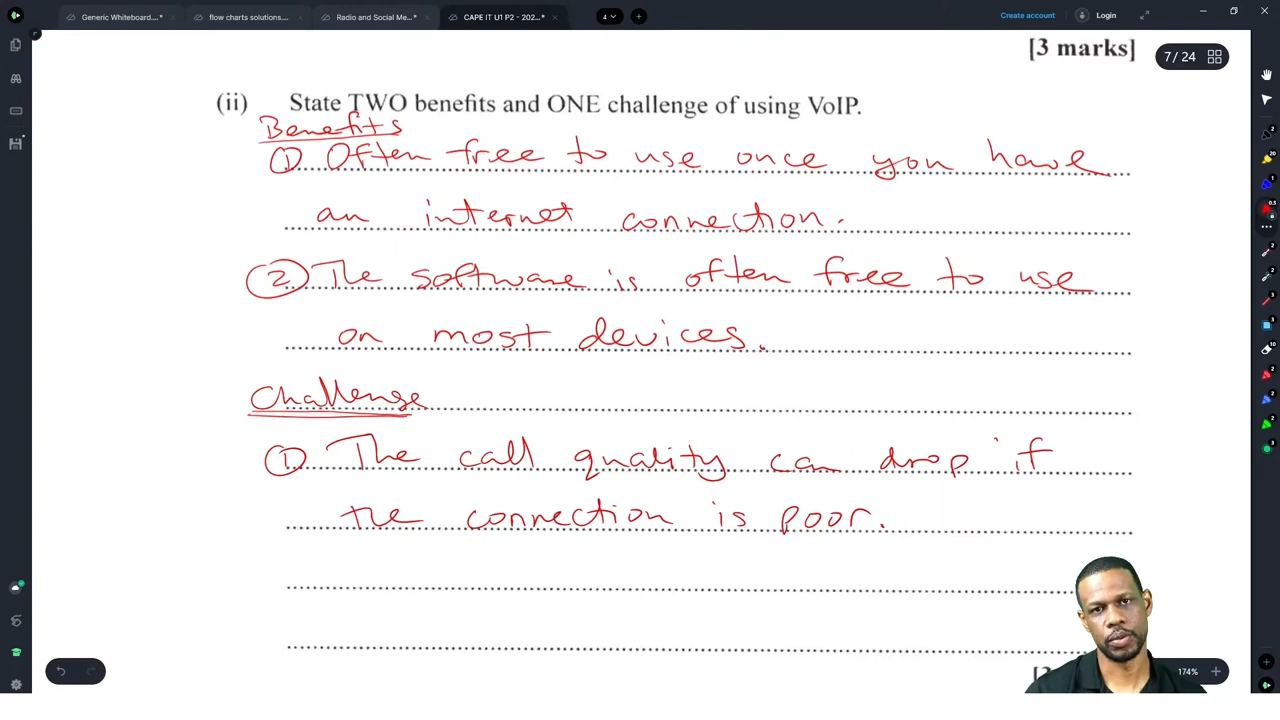 Generic Whiteboard....*
flow charts solutions....
Radio and Social Me...*
CAPE IT U1 P2 - 202...*
4
Create account
Login
[3 marks]
7 / 24
(ii) State TWO benefits and ONE challenge of using VoIP.
Benefits
① Often free to use once you have
an internet connection.
② The software is often free to use
on most devices.
Challenge
① The call quality can drop if
the connection is poor.
174%